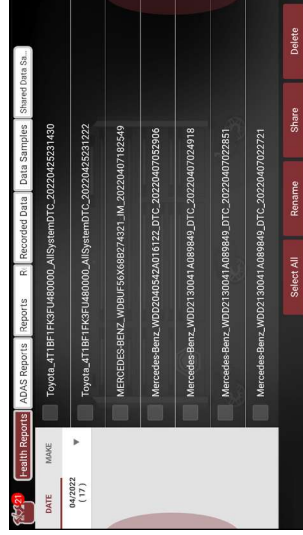 21
Health Reports
ADAS Reports
Reports
R
Recorded Data
Data Samples
Shared Data Sa...
DATE
MAKE
04/2022
( 17 )
Toyota_4T1BF1FK3FU480000_AllSystemDTC_20220425231430
Toyota_4T1BF1FK3FU480000_AllSystemDTC_20220425231222
MERCEDES-BENZ_WDBUF56X68B274321_IM_20220407182549
Mercedes-Benz_WDD2040542A016122_DTC_20220407052906
Mercedes-Benz_WDD2130041A089849_DTC_20220407024918
Mercedes-Benz_WDD2130041A089849_DTC_20220407022851
Mercedes-Benz_WDD2130041A089849_DTC_20220407022721
Select All
Rename
Share
Delete